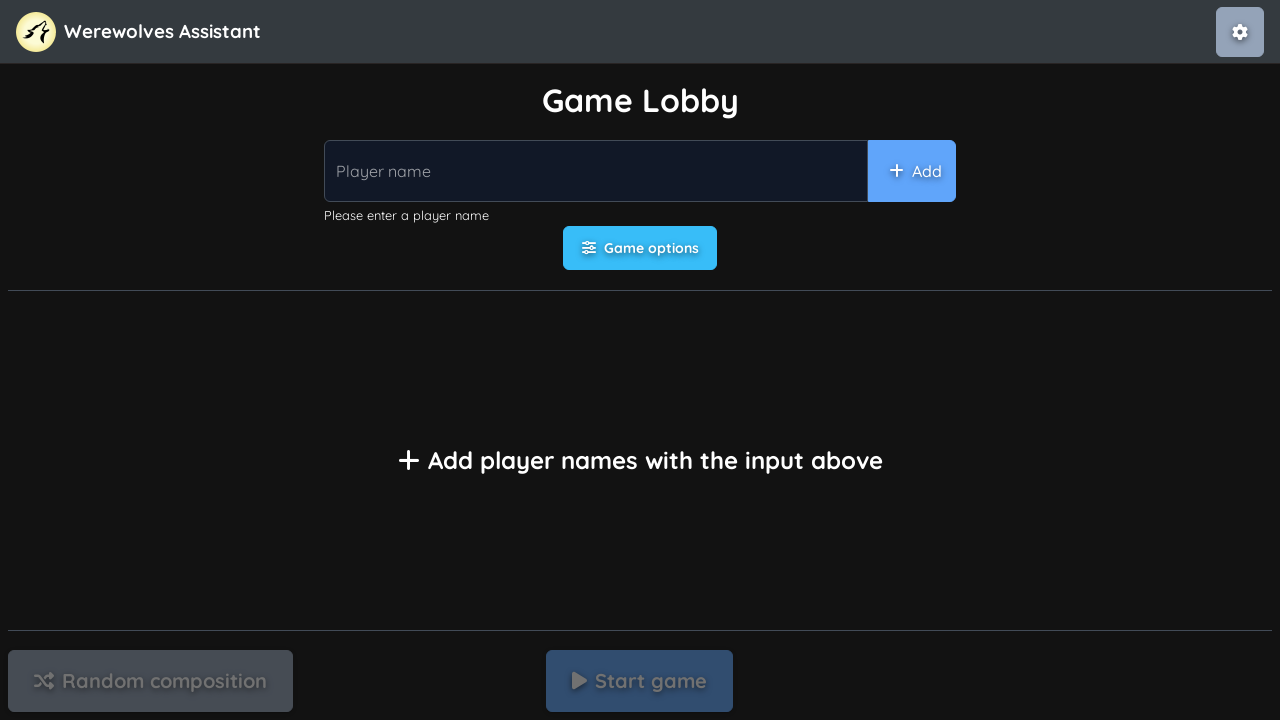 Werewolves Assistant
Game Lobby
Player name
Add
Please enter a player name
Game options
Add player names with the input above
Random composition
Start game